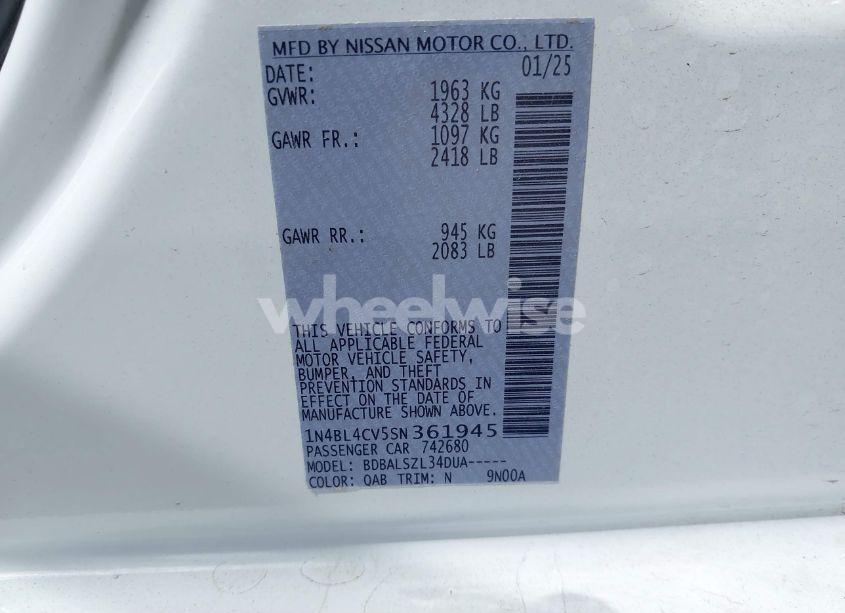 MFD BY NISSAN MOTOR CO., LTD.
DATE: 01/25
GVWR: 1963 KG
4328 LB
GAWR FR.: 1097 KG
2418 LB
GAWR RR.: 945 KG
2083 LB
wheelwise
THIS VEHICLE CONFORMS TO
ALL APPLICABLE FEDERAL
MOTOR VEHICLE SAFETY,
BUMPER, AND THEFT
PREVENTION STANDARDS IN
EFFECT ON THE DATE OF
MANUFACTURE SHOWN ABOVE.
1N4BL4CV5SN361945
PASSENGER CAR 742680
MODEL: BDBALSZL34DUA-----
COLOR: QAB TRIM: N 9N00A